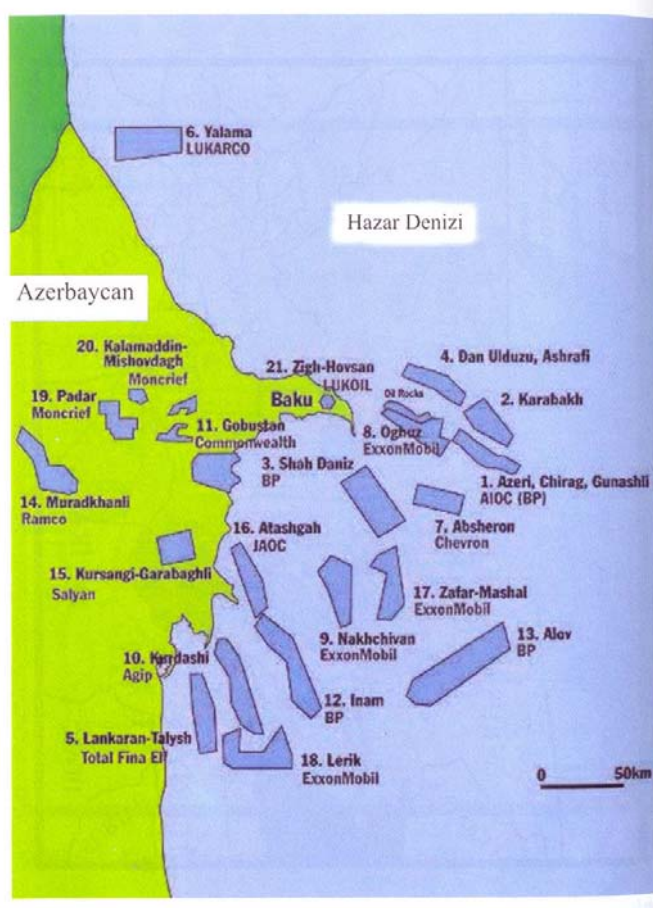 6. Yalama
LUKARCO
Hazar Denizi
Azerbaycan
20. Kalamaddin-
Mishovdagh
Moncrief
21. Zigh-Hovsan
LUKOIL
4. Dan Ulduzu, Ashrafi
19. Padar
Moncrief
Baku
Oil Rocks
2. Karabakh
11. Gobustan
Commonwealth
8. Oghuz
ExxonMobil
3. Shah Daniz
BP
1. Azeri, Chirag, Gunashli
AIOC (BP)
14. Muradkhanli
Ramco
7. Absheron
Chevron
16. Atashgah
JAOC
15. Kursangi-Garabaghli
Salyan
17. Zafar-Mashal
ExxonMobil
9. Nakhchivan
ExxonMobil
13. Alov
BP
10. Kurdashi
Agip
12. Inam
BP
5. Lankaran-Talysh
Total Fina Elf
18. Lerik
ExxonMobil
0 50km